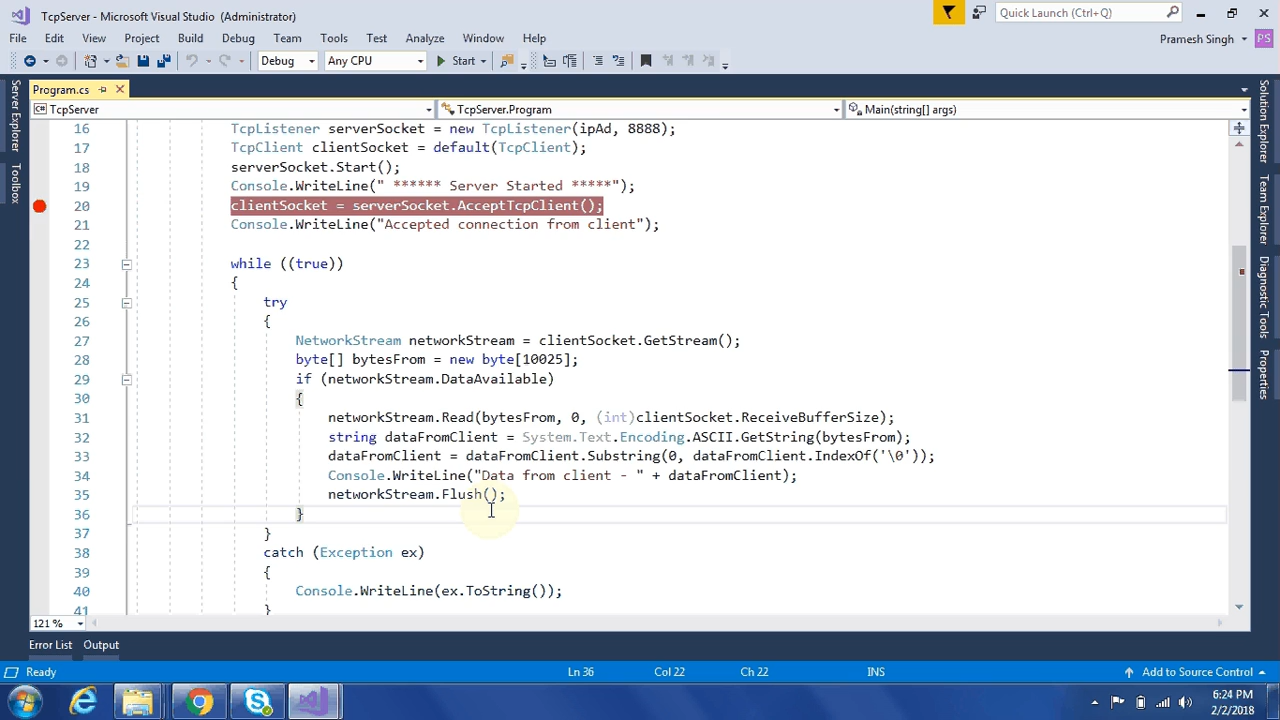 TcpServer - Microsoft Visual Studio (Administrator)
Quick Launch (Ctrl+Q)
File Edit View Project Build Debug Team Tools Test Analyze Window Help
Pramesh Singh PS
Debug Any CPU Start
Program.cs
TcpServer TcpServer.Program Main(string[] args)
Server Explorer
Toolbox
16 TcpListener serverSocket = new TcpListener(ipAd, 8888);
17 TcpClient clientSocket = default(TcpClient);
18 serverSocket.Start();
19 Console.WriteLine(" ****** Server Started *****");
20 clientSocket = serverSocket.AcceptTcpClient();
21 Console.WriteLine("Accepted connection from client");
22
23 while ((true))
24 {
25 try
26 {
27 NetworkStream networkStream = clientSocket.GetStream();
28 byte[] bytesFrom = new byte[10025];
29 if (networkStream.DataAvailable)
30 {
31 networkStream.Read(bytesFrom, 0, (int)clientSocket.ReceiveBufferSize);
32 string dataFromClient = System.Text.Encoding.ASCII.GetString(bytesFrom);
33 dataFromClient = dataFromClient.Substring(0, dataFromClient.IndexOf('\0'));
34 Console.WriteLine("Data from client - " + dataFromClient);
35 networkStream.Flush();
36 }
37 }
38 catch (Exception ex)
39 {
40 Console.WriteLine(ex.ToString());
41 }
Solution Explorer
Team Explorer
Diagnostic Tools
Properties
121 %
Error List Output
Ready Ln 36 Col 22 Ch 22 INS Add to Source Control
6:24 PM
2/2/2018